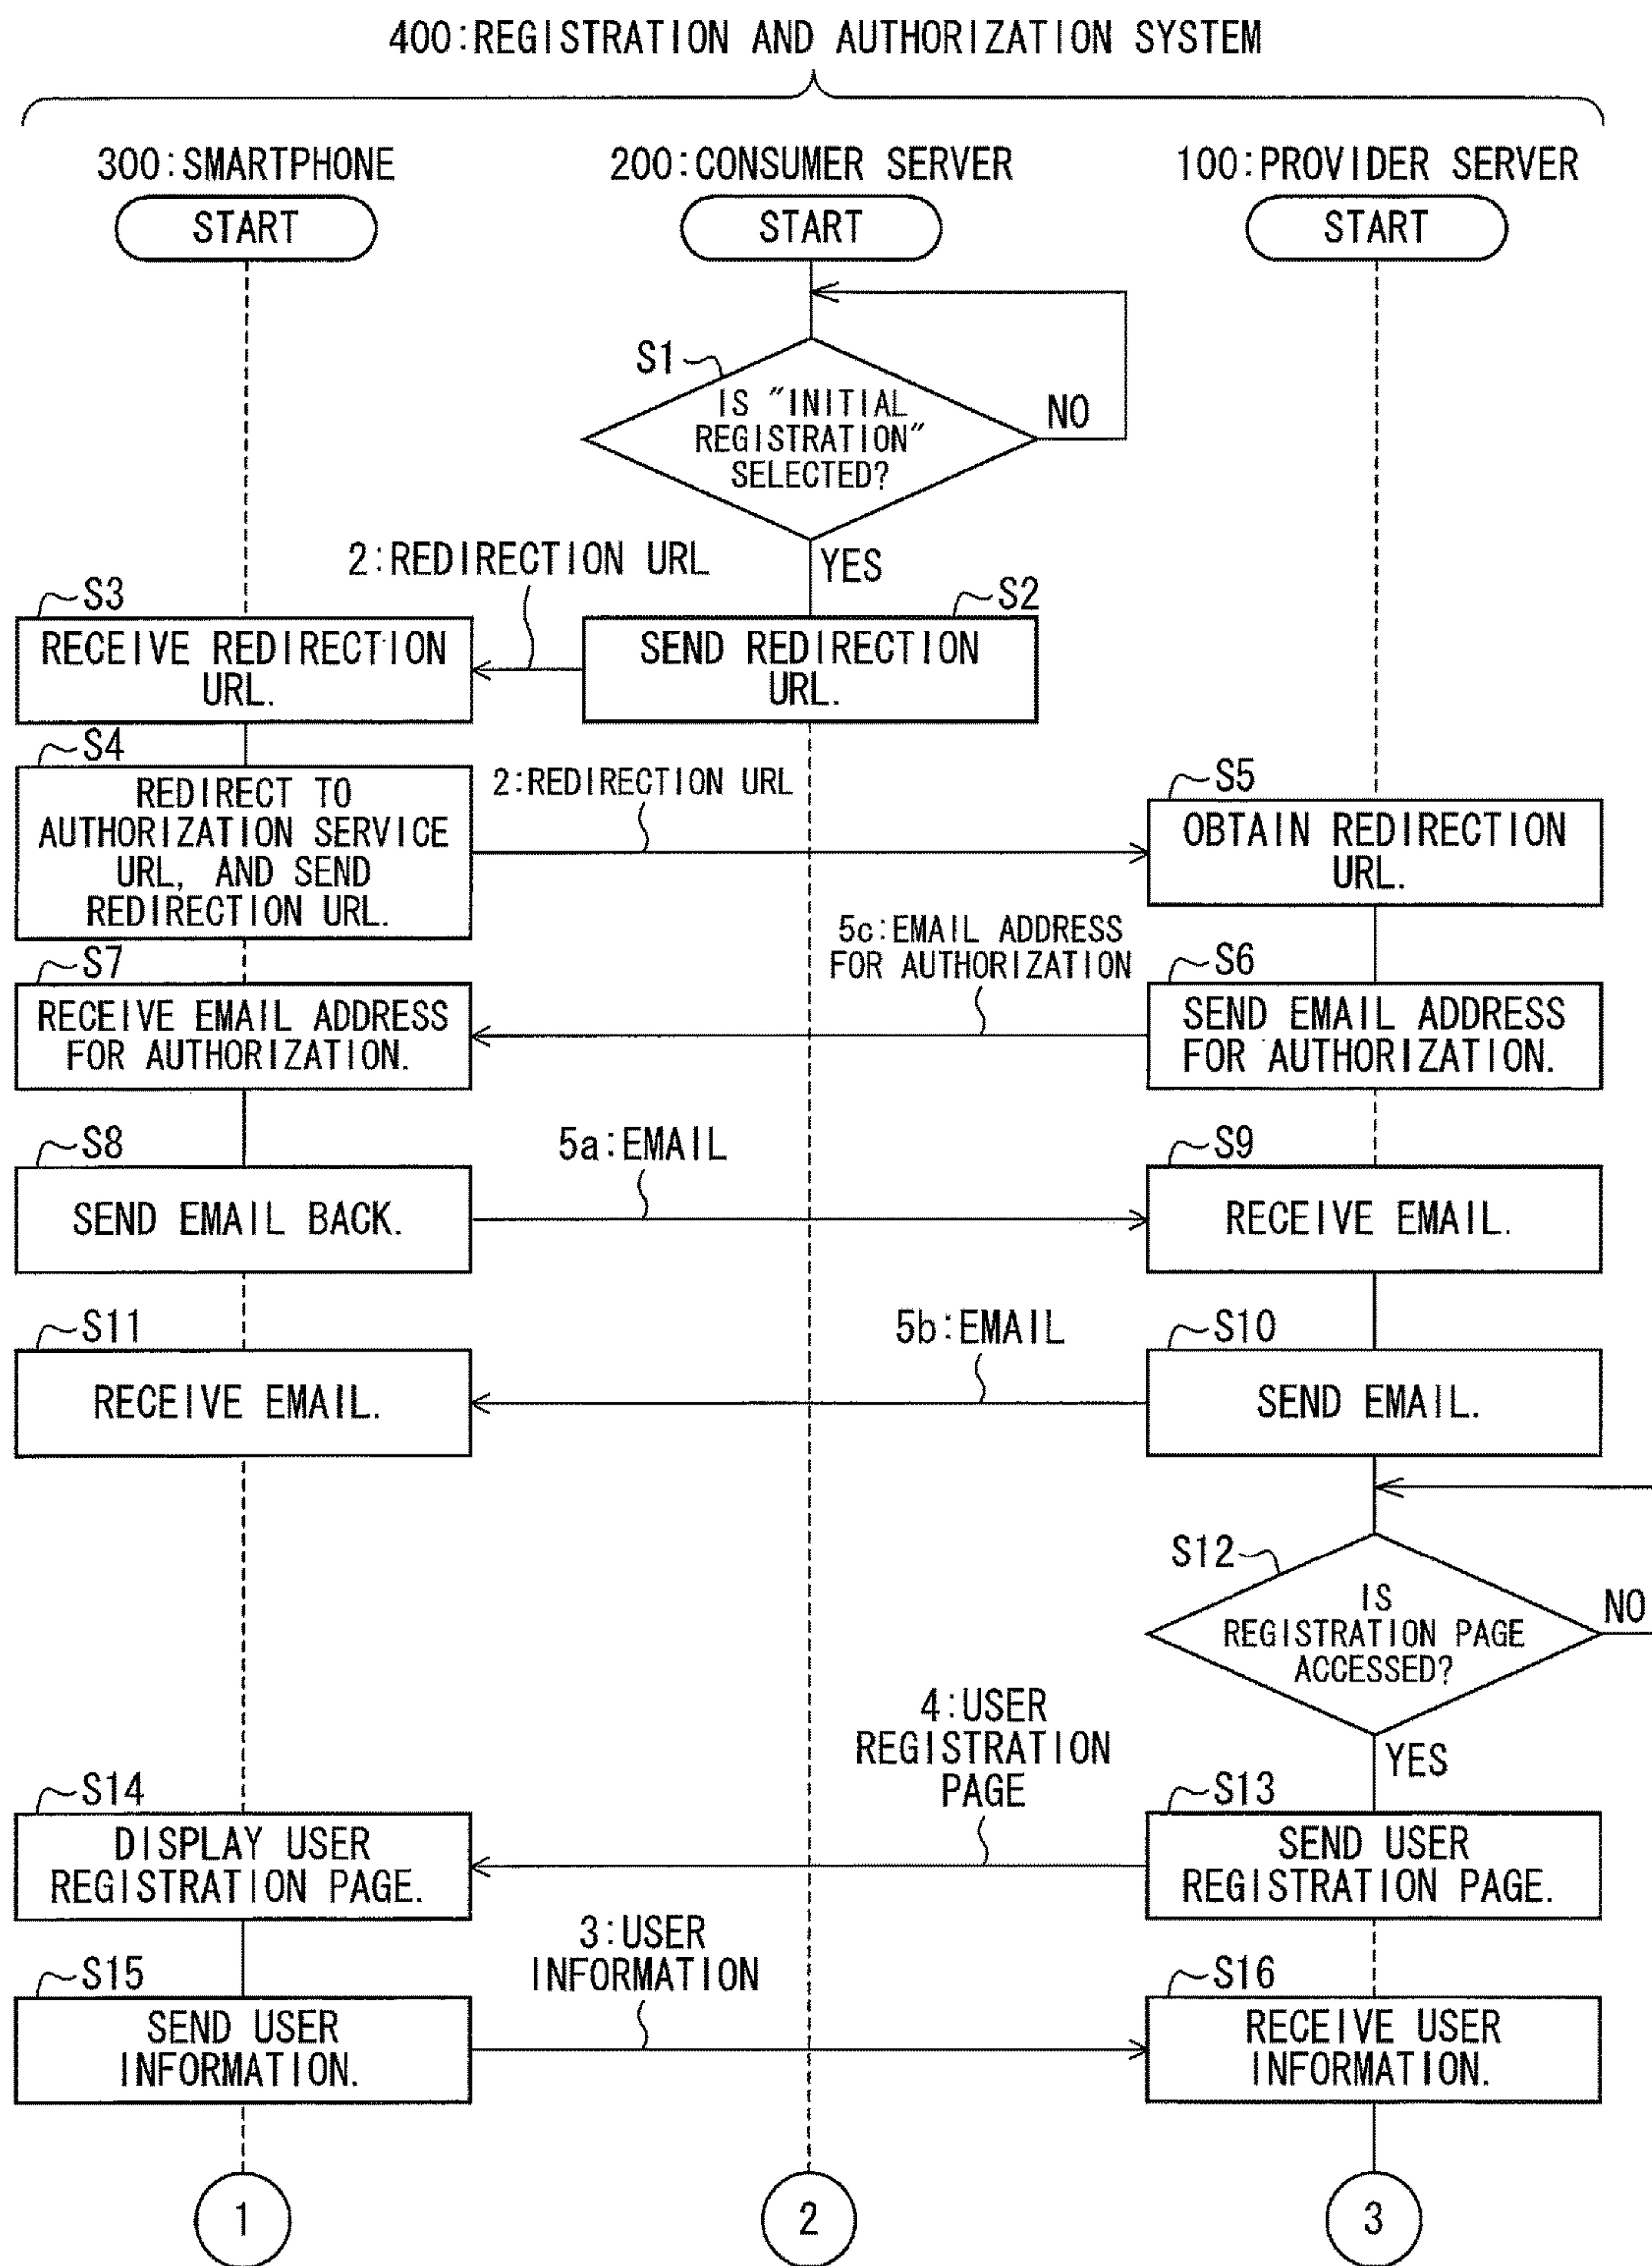 400:REGISTRATION AND AUTHORIZATION SYSTEM
300:SMARTPHONE
200:CONSUMER SERVER
100:PROVIDER SERVER
START
START
START
S1
IS "INITIAL
REGISTRATION"
SELECTED?
NO
YES
2:REDIRECTION URL
S3
RECEIVE REDIRECTION
URL.
S2
SEND REDIRECTION
URL.
S4
REDIRECT TO
AUTHORIZATION SERVICE
URL, AND SEND
REDIRECTION URL.
2:REDIRECTION URL
S5
OBTAIN REDIRECTION
URL.
S7
RECEIVE EMAIL ADDRESS
FOR AUTHORIZATION.
5c:EMAIL ADDRESS
FOR AUTHORIZATION
S6
SEND EMAIL ADDRESS
FOR AUTHORIZATION.
S8
SEND EMAIL BACK.
5a:EMAIL
S9
RECEIVE EMAIL.
S11
RECEIVE EMAIL.
5b:EMAIL
S10
SEND EMAIL.
S12
IS
REGISTRATION PAGE
ACCESSED?
NO
YES
S14
DISPLAY USER
REGISTRATION PAGE.
4:USER
REGISTRATION
PAGE
S13
SEND USER
REGISTRATION PAGE.
S15
SEND USER
INFORMATION.
3:USER
INFORMATION
S16
RECEIVE USER
INFORMATION.
1
2
3